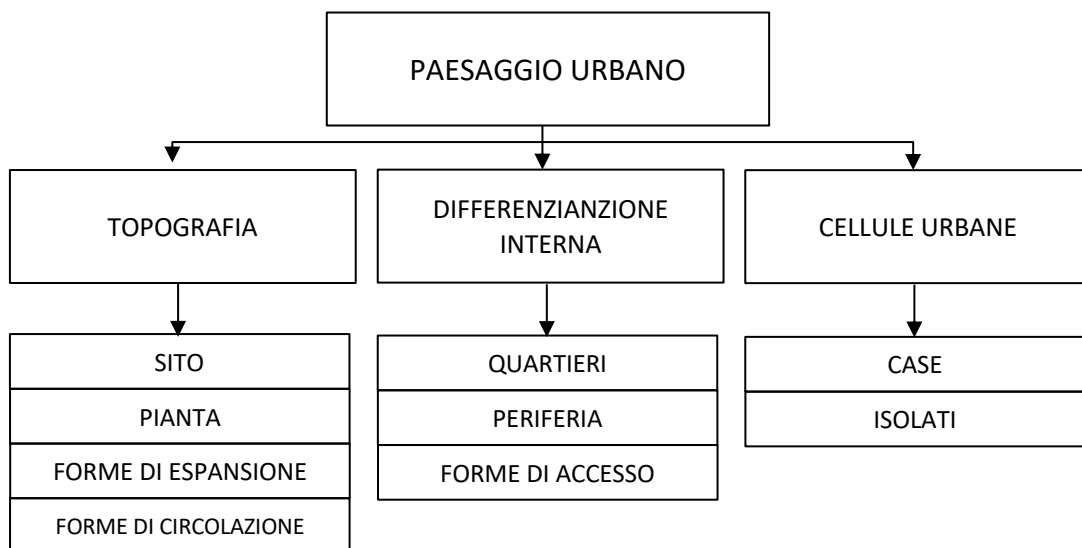 PAESAGGIO URBANO
TOPOGRAFIA
DIFFERENZIANZIONE
INTERNA
CELLULE URBANE
SITO
PIANTA
FORME DI ESPANSIONE
FORME DI CIRCOLAZIONE
QUARTIERI
PERIFERIA
FORME DI ACCESSO
CASE
ISOLATI